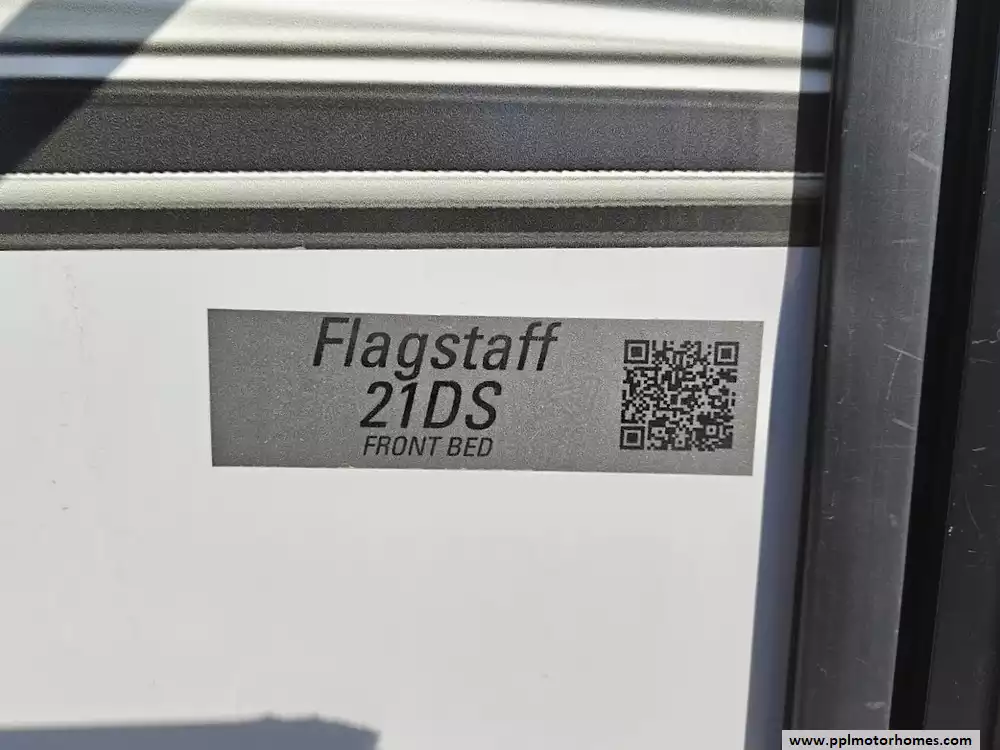 Flagstaff
21DS
FRONT BED
www.pplmotorhomes.com